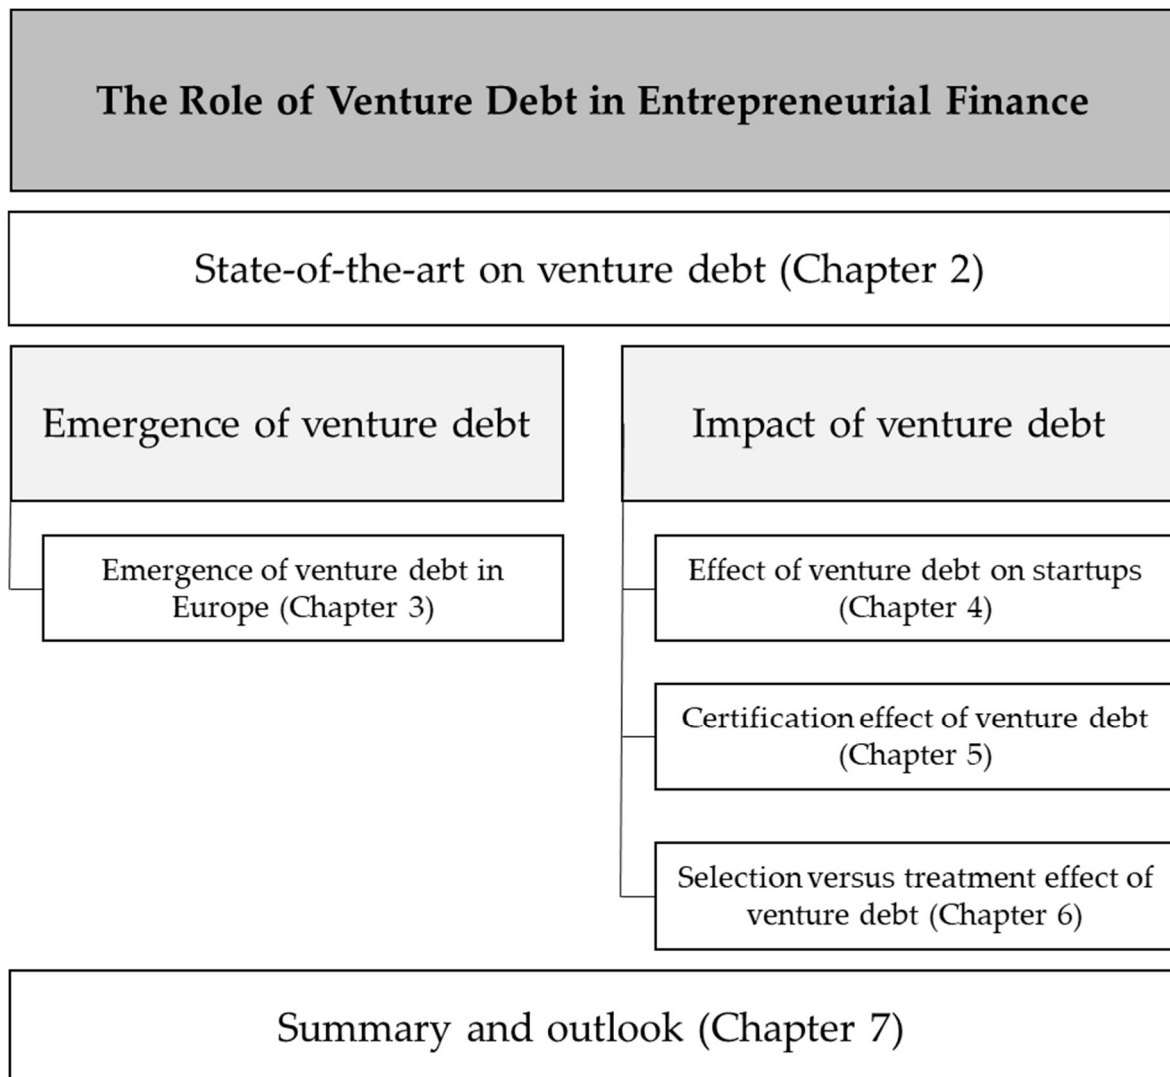 The Role of Venture Debt in Entrepreneurial Finance
State-of-the-art on venture debt (Chapter 2)
Emergence of venture debt
Emergence of venture debt in
Europe (Chapter 3)
Impact of venture debt
Effect of venture debt on startups
(Chapter 4)
Certification effect of venture debt
(Chapter 5)
Selection versus treatment effect of
venture debt (Chapter 6)
Summary and outlook (Chapter 7)